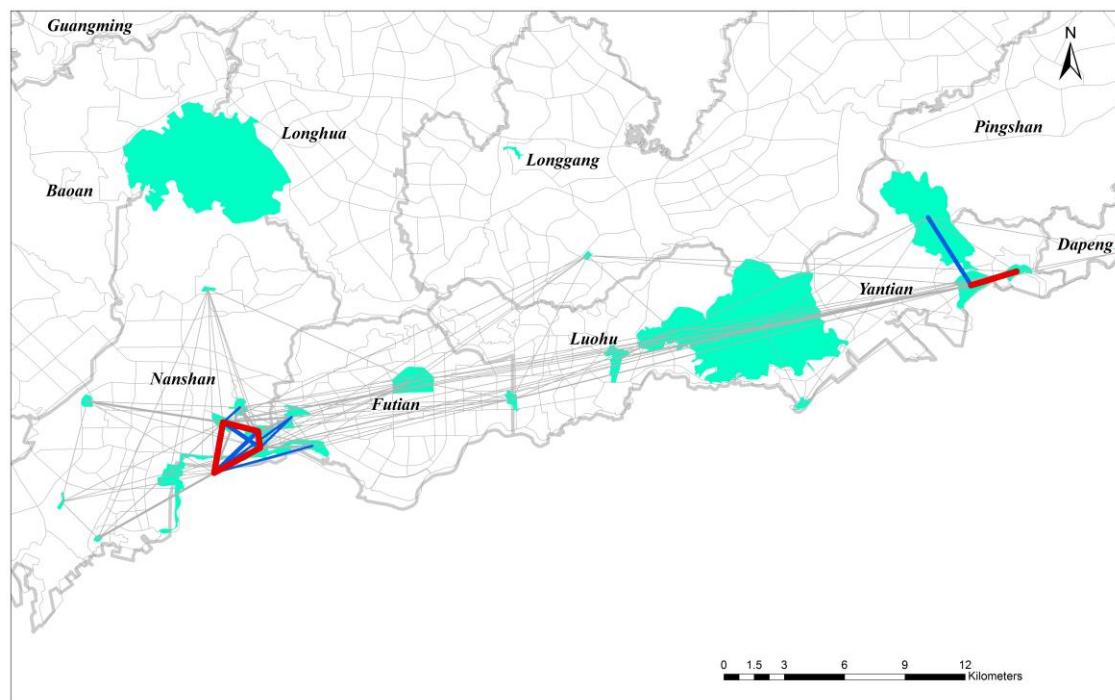 Guangming
N
Longhua
Pingshan
Longgang
Baoan
Dapeng
Yantian
Luohu
Nanshan
Futian
0 1.5 3 6 9 12
Kilometers